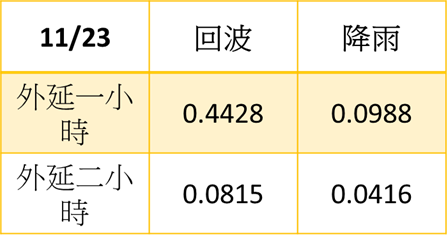 11/23 回波 降雨
外延一小
時 0.4428 0.0988
外延二小
時 0.0815 0.0416